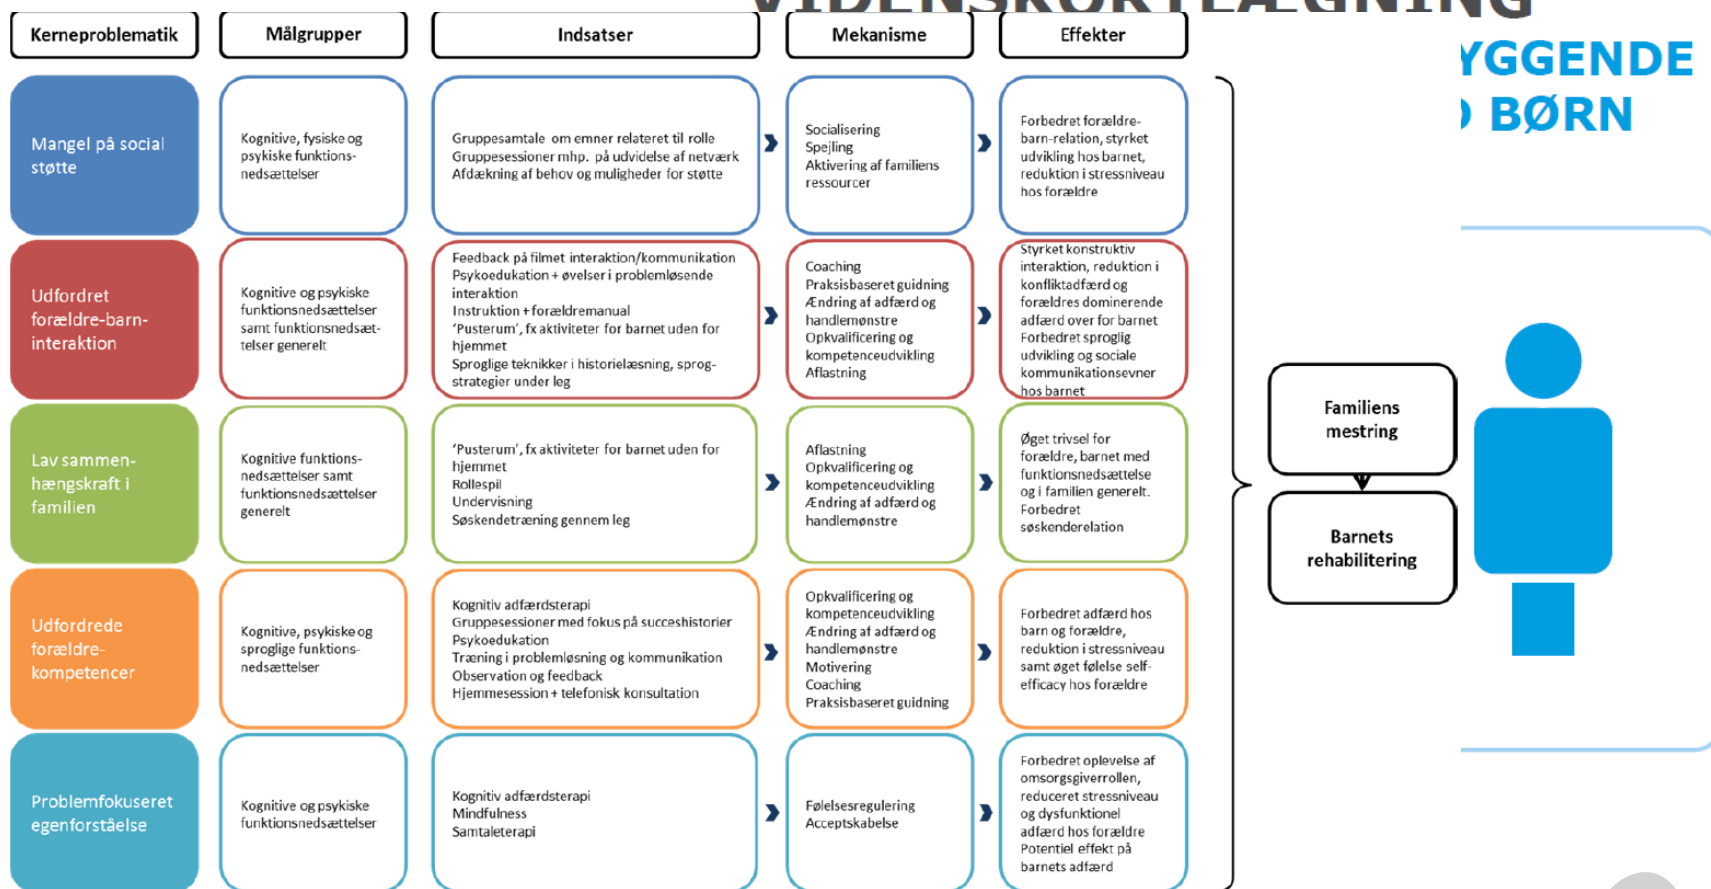 VIDENSKORTLÆGNING
YGGENDE
BØRN
Kerneproblematik
Målgrupper
Indsatser
Mekanisme
Effekter
Mangel på social
støtte
Kognitive, fysiske og
psykiske funktions-
nedsættelser
Gruppesamtale om emner relateret til rolle
Gruppesessioner mhp. på udvidelse af netværk
Afdækning af behov og muligheder for støtte
Socialisering
Spejling
Aktivering af familiens
ressourcer
Forbedret forældre-
barn-relation, styrket
udvikling hos barnet,
reduktion i stressniveau
hos forældre
Udfordret
forældre-barn-
interaktion
Kognitive og psykiske
funktionsnedsættelser
samt funktionsnedsæt-
telser generelt
Feedback på filmet interaktion/kommunikation
Psykoedukation + øvelser i problemløsende
interaktion
Instruktion + forældremanual
‘Pusterum’, fx aktiviteter for barnet uden for
hjemmet
Sproglige teknikker i historielæsning, sprog-
strategier under leg
Coaching
Praksisbaseret guidning
Ændring af adfærd og
handlemønstre
Opkvalificering og
kompetenceudvikling
Aflastning
Styrket konstruktiv
interaktion, reduktion i
konfliktadfærd og
forældres dominerende
adfærd over for barnet
Forbedret sproglig
udvikling og sociale
kommunikationsevner
hos barnet
Lav sammen-
hængskraft i
familien
Kognitive funktions-
nedsættelser samt
funktionsnedsættelser
generelt
‘Pusterum’, fx aktiviteter for barnet uden for
hjemmet
Rollespil
Undervisning
Søskendetræning gennem leg
Aflastning
Opkvalificering og
kompetenceudvikling
Ændring af adfærd og
handlemønstre
Øget trivsel for
forældre, barnet med
funktionsnedsættelse
og i familien generelt.
Forbedret
søskenderelation
Udfordrede
forældre-
kompetencer
Kognitive, psykiske og
sproglige funktions-
nedsættelser
Kognitiv adfærdsterapi
Gruppesessioner med fokus på succeshistorier
Psykoedukation
Træning i problemløsning og kommunikation
Observation og feedback
Hjemmesession + telefonisk konsultation
Opkvalificering og
kompetenceudvikling
Ændring af adfærd og
handlemønstre
Motivering
Coaching
Praksisbaseret guidning
Forbedret adfærd hos
barn og forældre,
reduktion i stressniveau
samt øget følelse self-
efficacy hos forældre
Problemfokuseret
egenforståelse
Kognitive og psykiske
funktionsnedsættelser
Kognitiv adfærdsterapi
Mindfulness
Samtaleterapi
Følelsesregulering
Acceptskabelse
Forbedret oplevelse af
omsorgsgiverrollen,
reduceret stressniveau
og dysfunktionel
adfærd hos forældre
Potentiel effekt på
barnets adfærd
Familiens
mestring
Barnets
rehabilitering